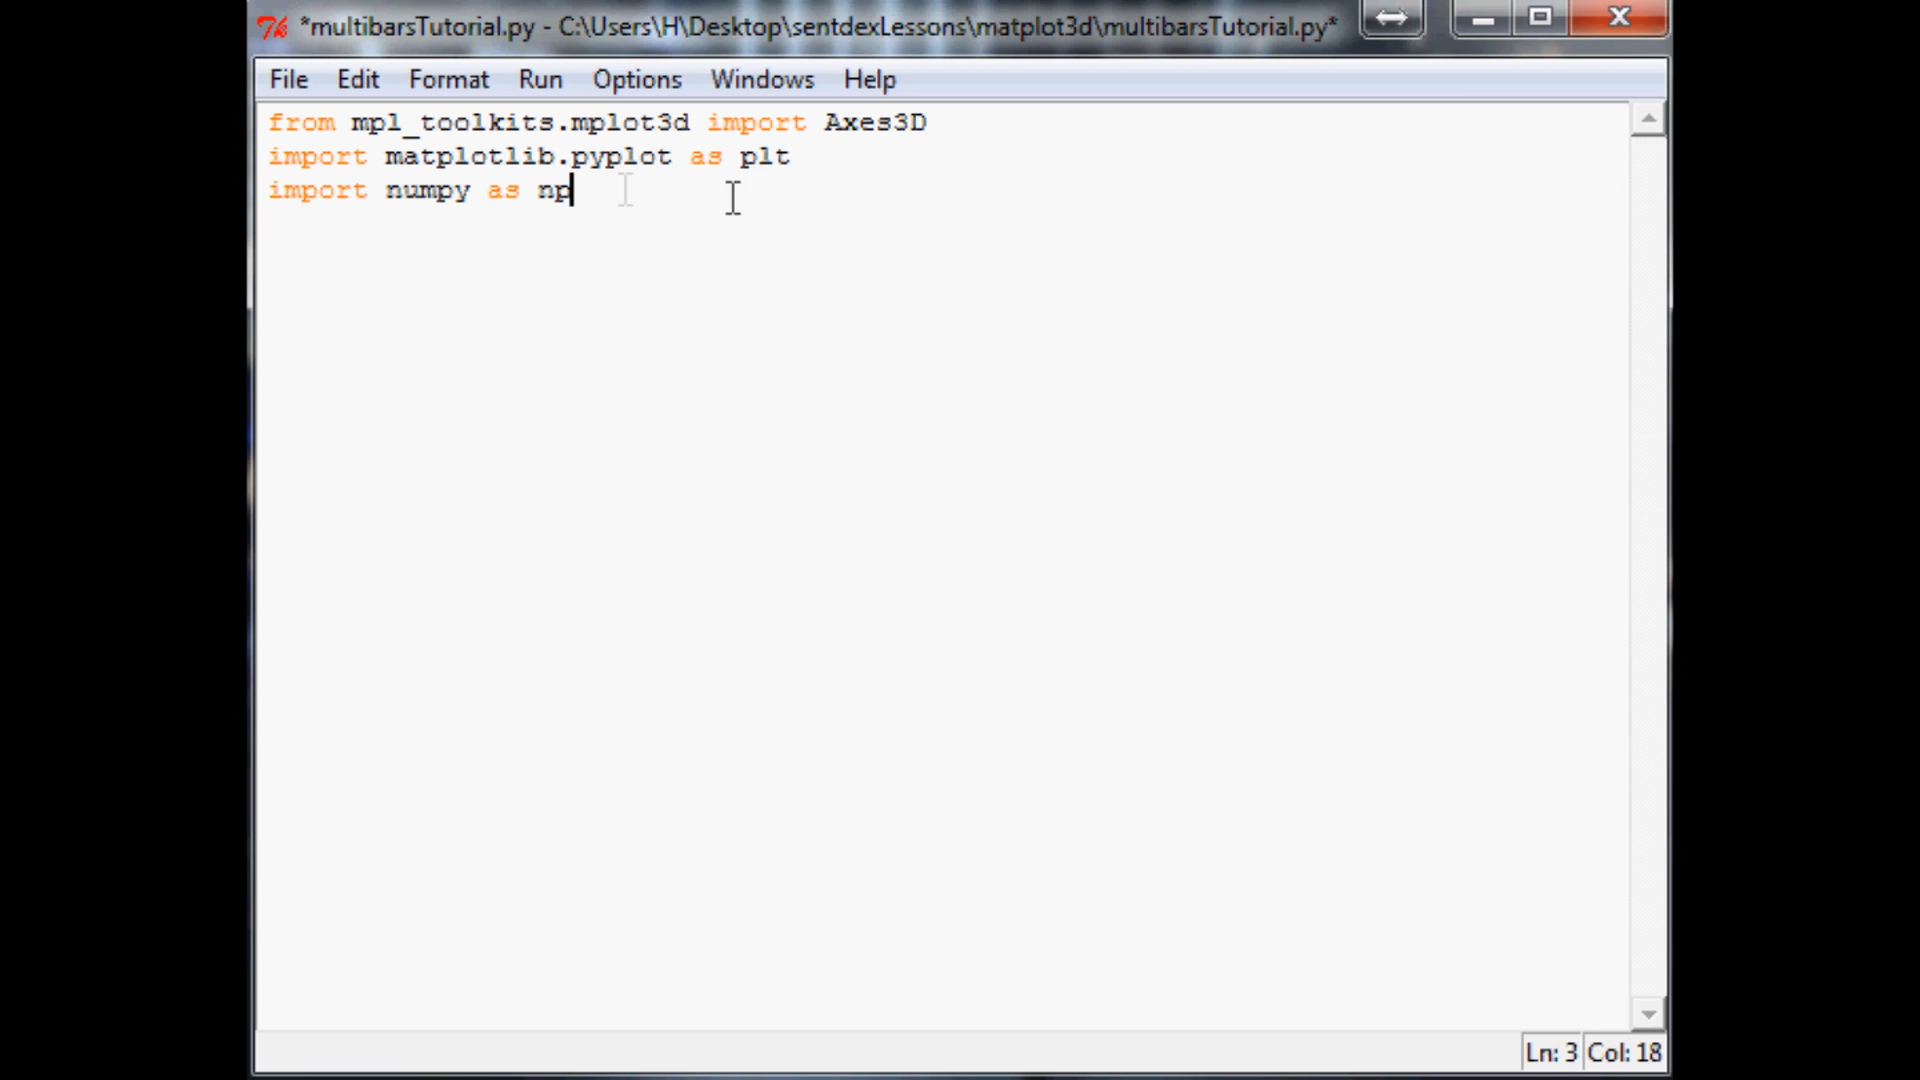 *multibarsTutorial.py - C:\Users\H\Desktop\sentdexLessons\matplot3d\multibarsTutorial.py*
File Edit Format Run Options Windows Help
from mpl_toolkits.mplot3d import Axes3D
import matplotlib.pyplot as plt
import numpy as np
Ln: 3 Col: 18